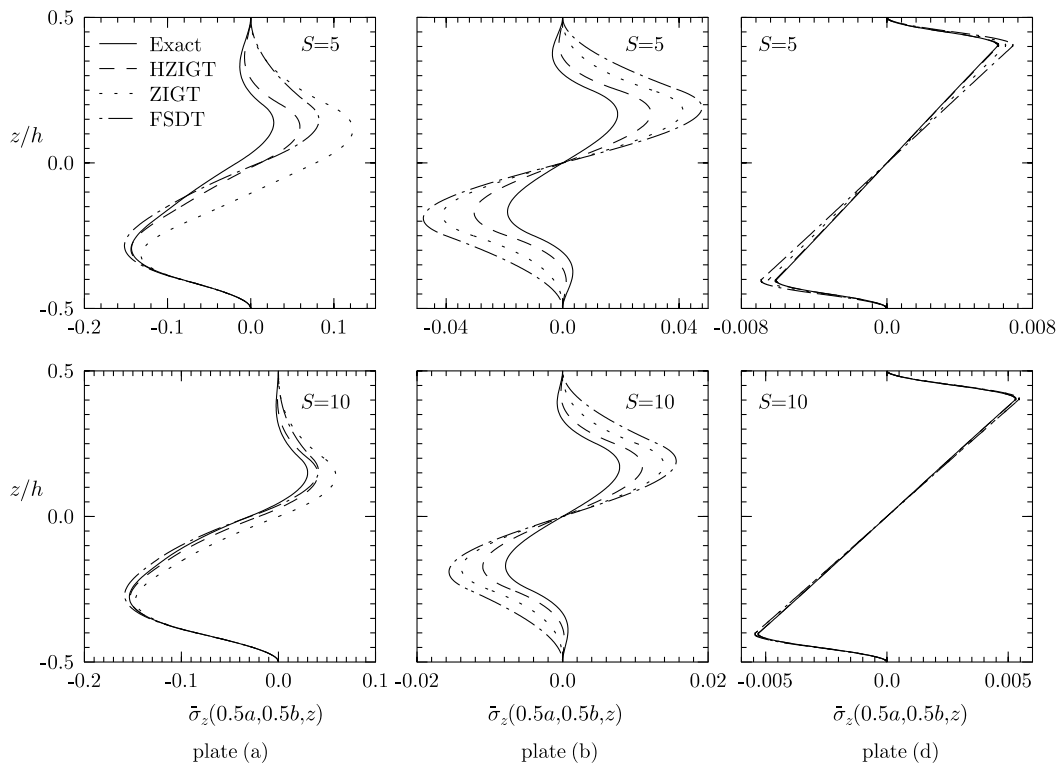 0.5
S=5
S=5
S=5
Exact
HZIGT
ZIGT
FSDT
z/h
0.0
-0.5
-0.2 -0.1 0.0 0.1
-0.04 0.0 0.04
-0.008 0.0 0.008
0.5
S=10
S=10
S=10
z/h
0.0
-0.5
-0.2 -0.1 0.0 0.1
-0.02 0.0 0.02
-0.005 0.0 0.005
σ̄z(0.5a,0.5b,z)
σ̄z(0.5a,0.5b,z)
σ̄z(0.5a,0.5b,z)
plate (a)
plate (b)
plate (d)